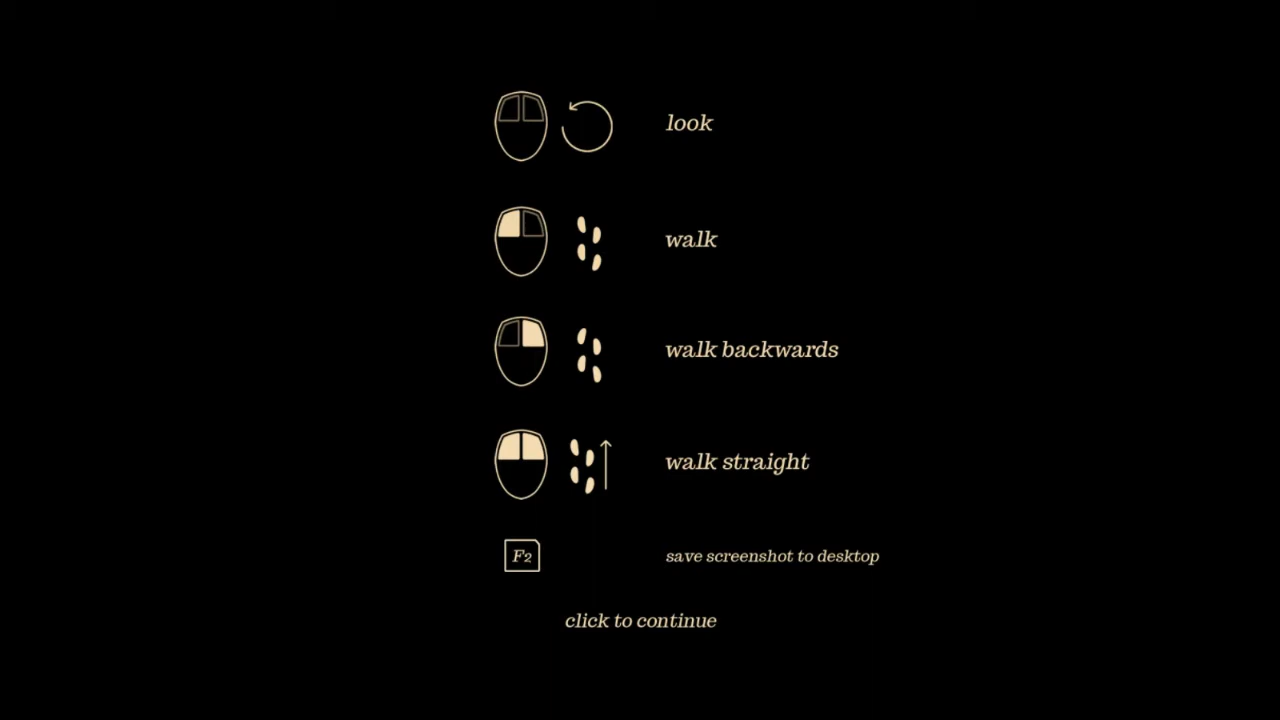 look
walk
walk backwards
walk straight
F2 save screenshot to desktop
click to continue